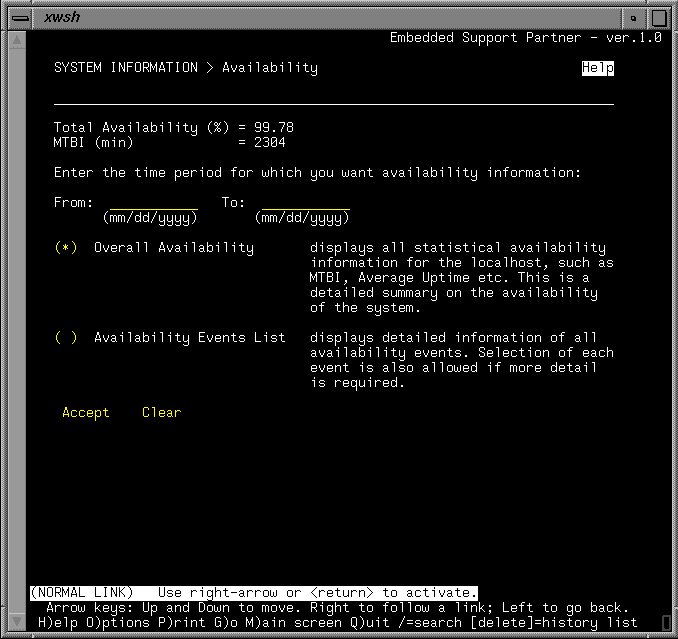 xwsh
Embedded Support Partner - ver.1.0
SYSTEM INFORMATION > Availability Help
Total Availability (%) = 99.78
MTBI (min) = 2304
Enter the time period for which you want availability information:
From: __________ To: ___________
(mm/dd/yyyy) (mm/dd/yyyy)
(*) Overall Availability displays all statistical availability
information for the localhost, such as
MTBI, Average Uptime etc. This is a
detailed summary on the availability
of the system.
( ) Availability Events List displays detailed information of all
availability events. Selection of each
event is also allowed if more detail
is required.
Accept Clear
(NORMAL LINK) Use right-arrow or <return> to activate.
Arrow keys: Up and Down to move. Right to follow a link; Left to go back.
H)elp O)ptions P)rint G)o M)ain screen Q)uit /=search [delete]=history list